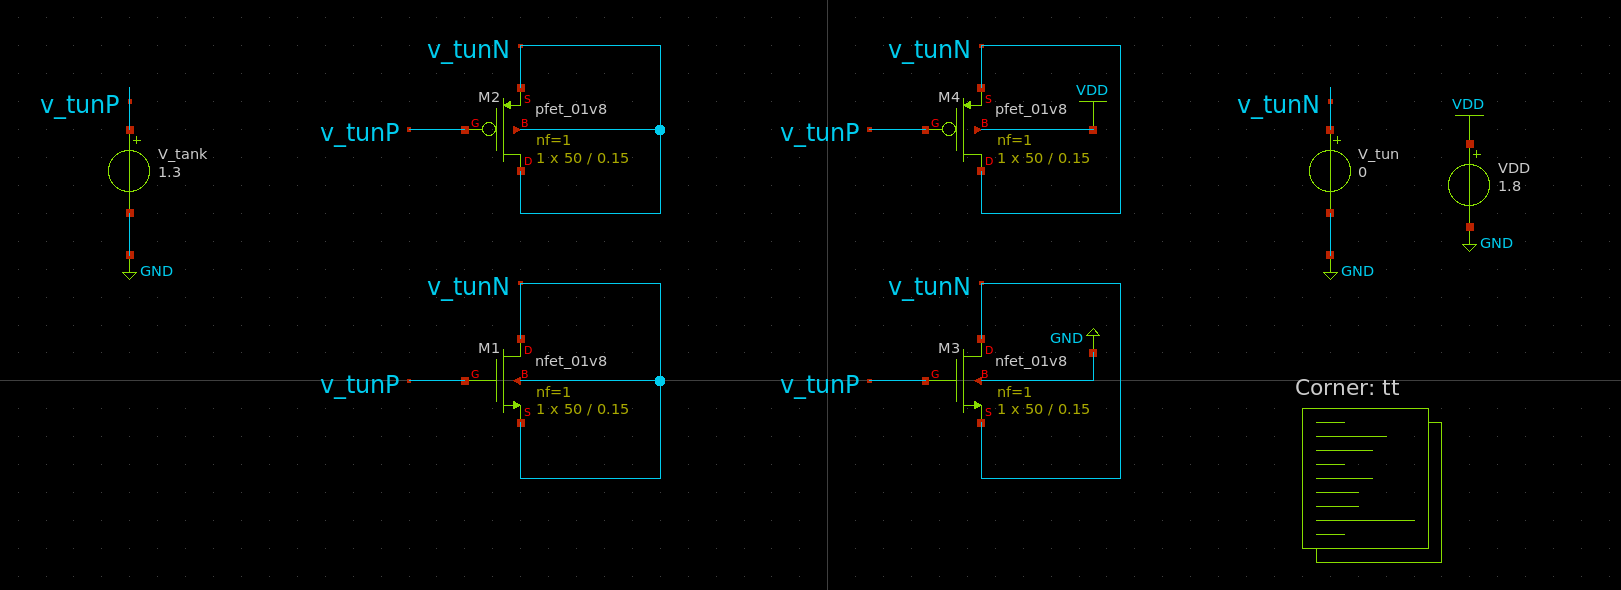 v_tunP
V_tank
1.3
+
GND
v_tunN
M2
S
pfet_01v8
v_tunP
G
B
nf=1
1 x 50 / 0.15
D
v_tunN
M1
D
nfet_01v8
v_tunP
G
B
nf=1
1 x 50 / 0.15
S
v_tunN
M4
S
pfet_01v8
VDD
v_tunP
G
B
nf=1
1 x 50 / 0.15
D
v_tunN
M3
D
GND
nfet_01v8
v_tunP
G
B
nf=1
1 x 50 / 0.15
S
v_tunN
+
V_tun
0
GND
VDD
+
VDD
1.8
GND
Corner: tt